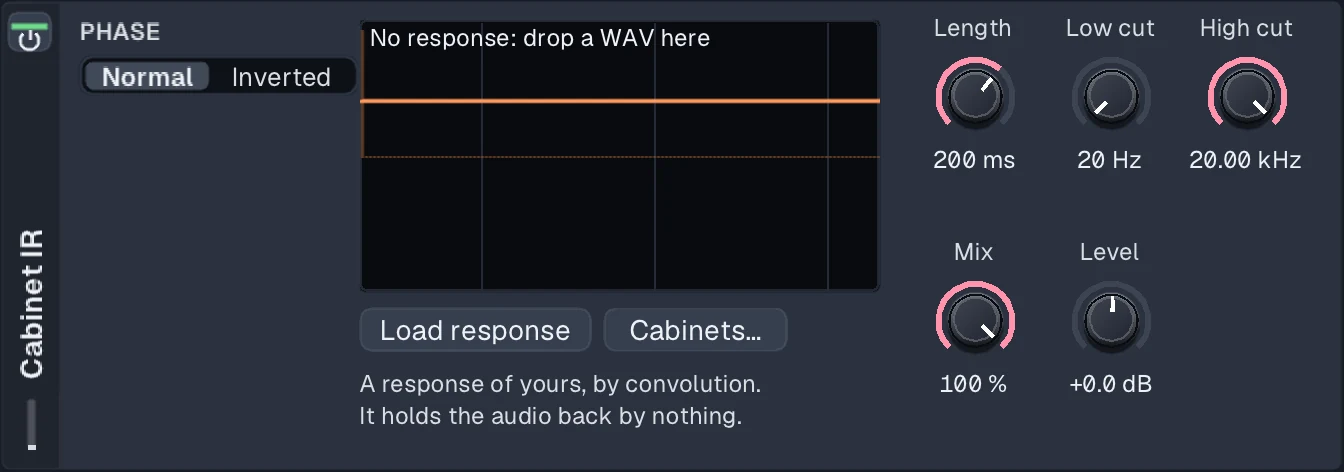 PHASE
Normal Inverted
Cabinet IR
No response: drop a WAV here
Load response Cabinets...
A response of yours, by convolution.
It holds the audio back by nothing.
Length Low cut High cut
200 ms 20 Hz 20.00 kHz
Mix Level
100 % +0.0 dB